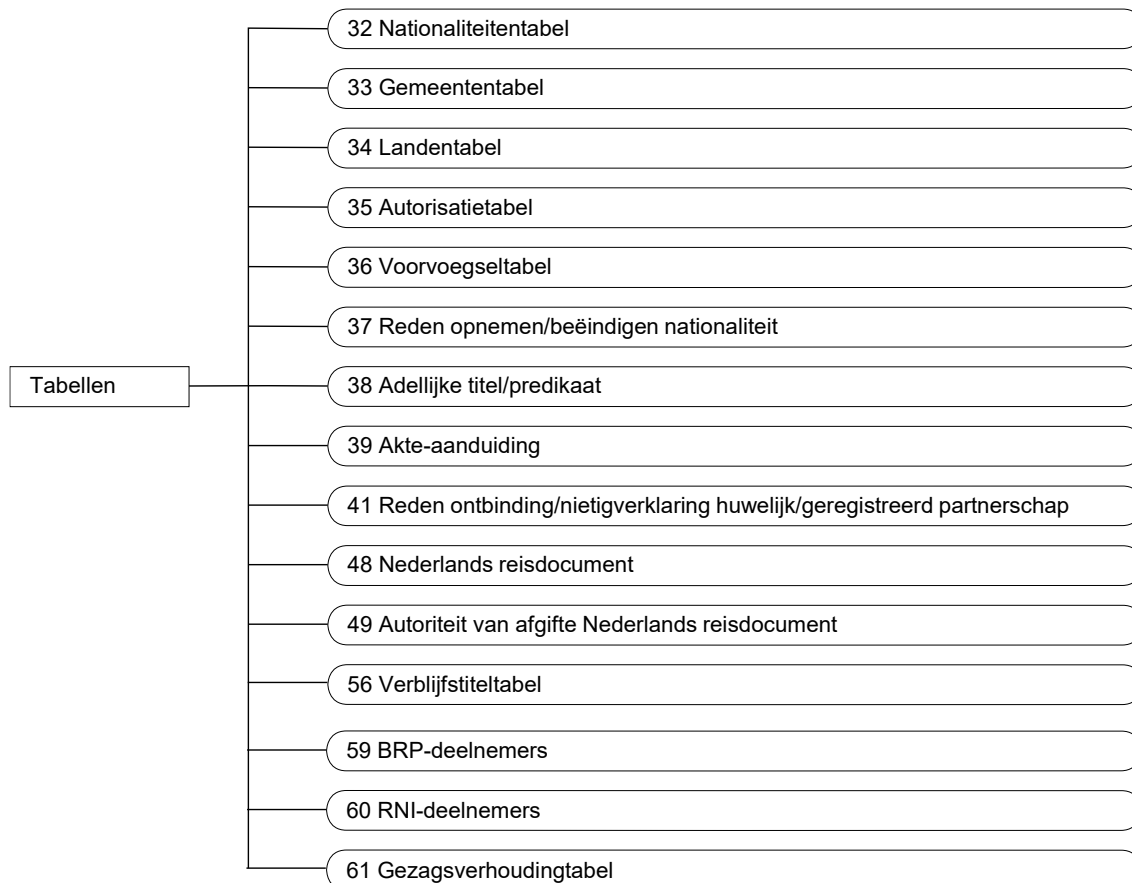 32 Nationaliteitentabel
33 Gemeententabel
34 Landentabel
35 Autorisatietabel
36 Voorvoegseltabel
37 Reden opnemen/beëindigen nationaliteit
Tabellen
38 Adellijke titel/predikaat
39 Akte-aanduiding
41 Reden ontbinding/nietigverklaring huwelijk/geregistreerd partnerschap
48 Nederlands reisdocument
49 Autoriteit van afgifte Nederlands reisdocument
56 Verblijfstiteltabel
59 BRP-deelnemers
60 RNI-deelnemers
61 Gezagsverhoudingtabel